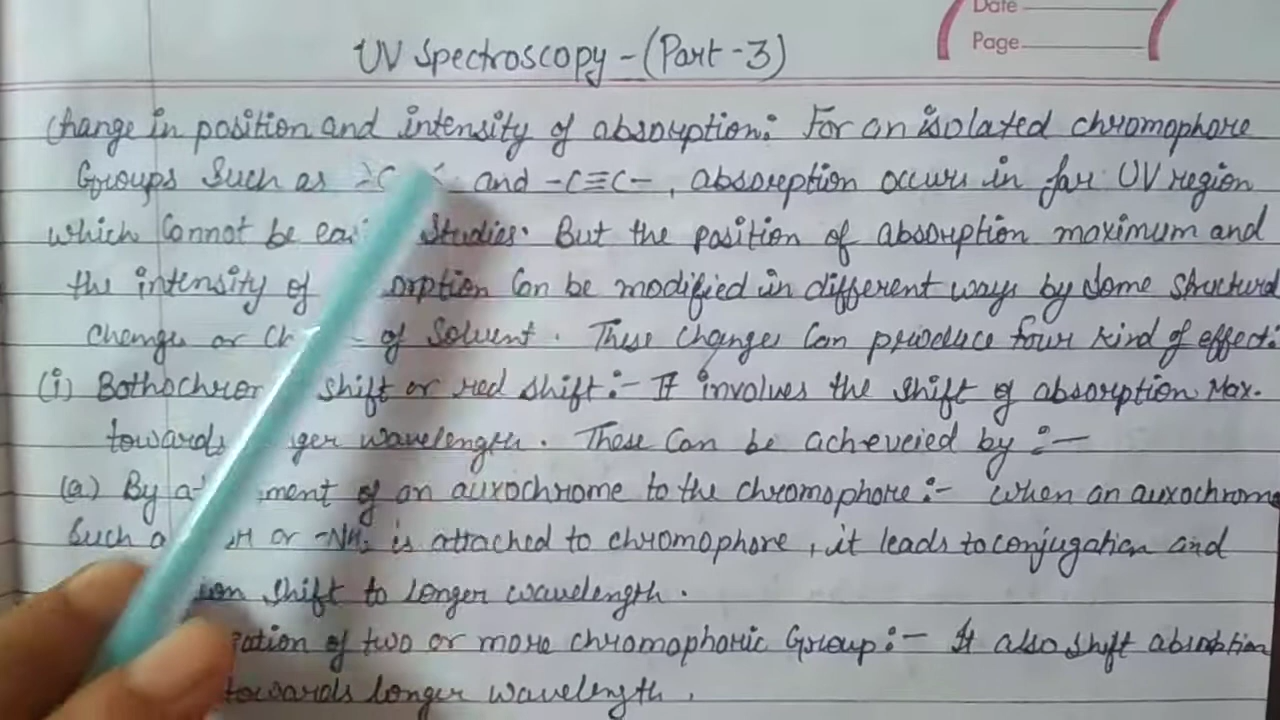 Date
Page
UV Spectroscopy - (Part - 3)
Change in position and intensity of absorption: For an isolated chromophore
Groups Such as >C and -C≡C-, absorption occurs in far UV region
which Cannot be Studies. But the position of absorption maximum and
the intensity of Can be modified in different ways by Some Structural
Change or of Solvent. These Changes Can produce four kind of effect:
(i) shift or red shift:- It involves the shift of absorption Max.
towards wavelength. These Can be acheveied by :-
(a) By of an auxochrome to the chromophore:- when an auxochrome
Such or -NH2 is attached to chromophore, it leads to conjugation and
shift to longer wavelength.
of two or more chromophoric Group:- It also shift absorption
towards longer wavelength.